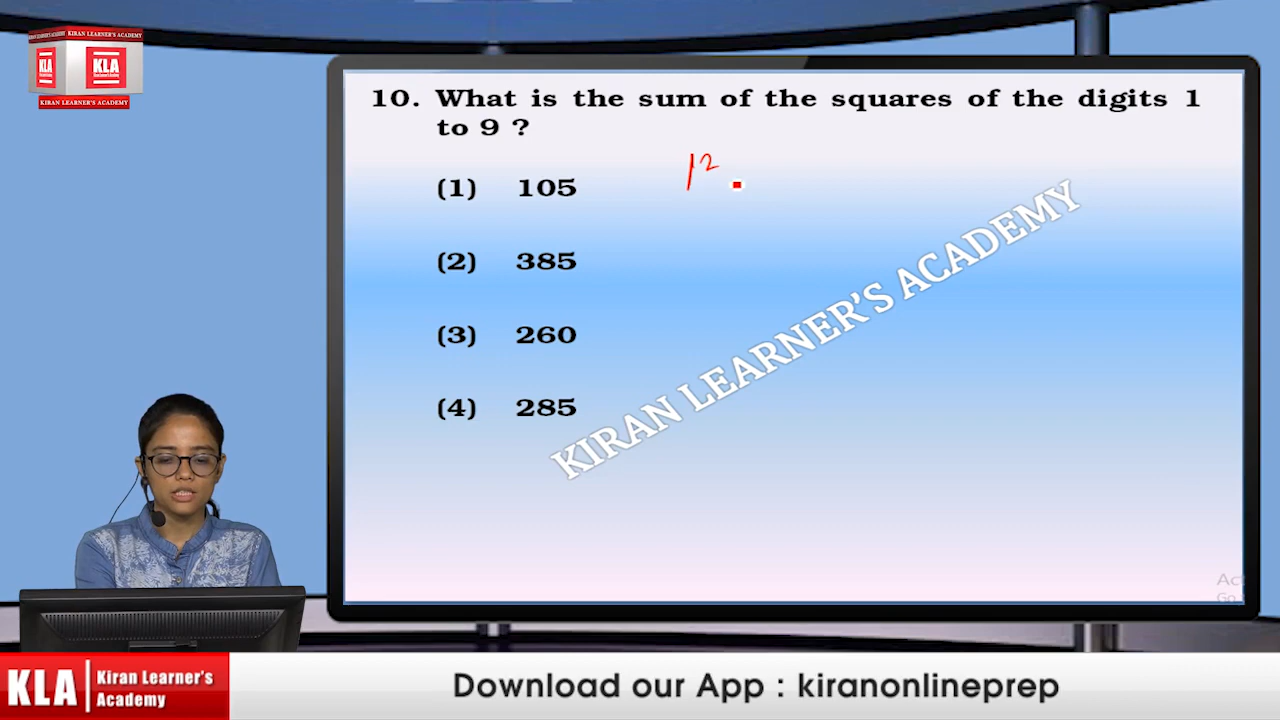 KIRAN LEARNER'S ACADEMY
KLA
KLA
KIRAN LEARNER'S ACADEMY
10. What is the sum of the squares of the digits 1
to 9 ?
1²
(1) 105
(2) 385
(3) 260
(4) 285
KIRAN LEARNER'S ACADEMY
KLA
Kiran Learner's
Academy
Download our App : kiranonlineprep